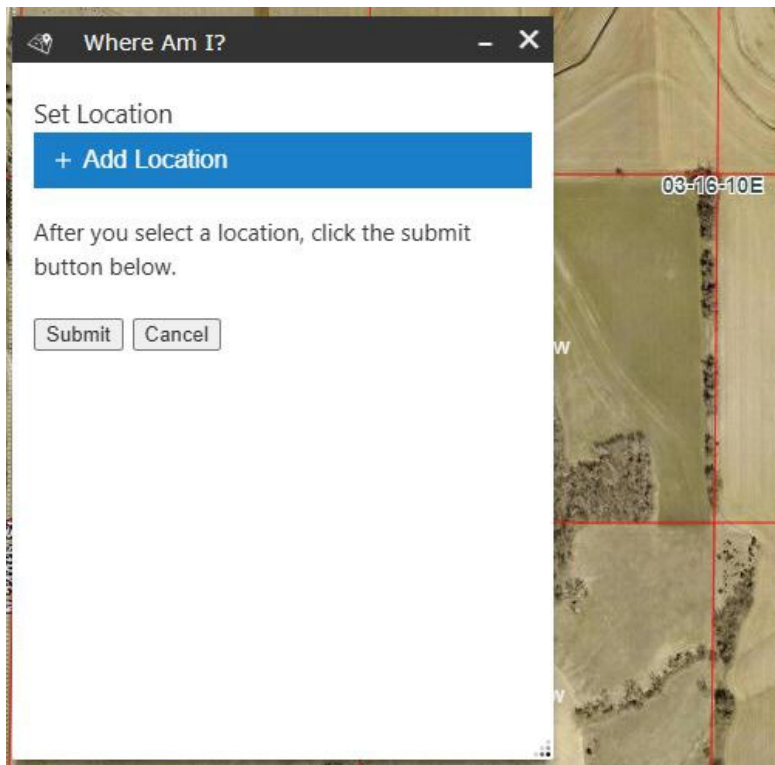 Where Am I?
Set Location
+ Add Location
03-16-10E
After you select a location, click the submit
button below.
Submit Cancel
W